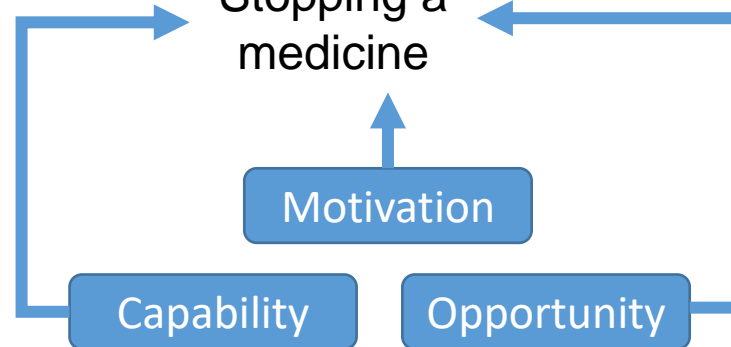 Stopping a
medicine
Motivation
Capability
Opportunity